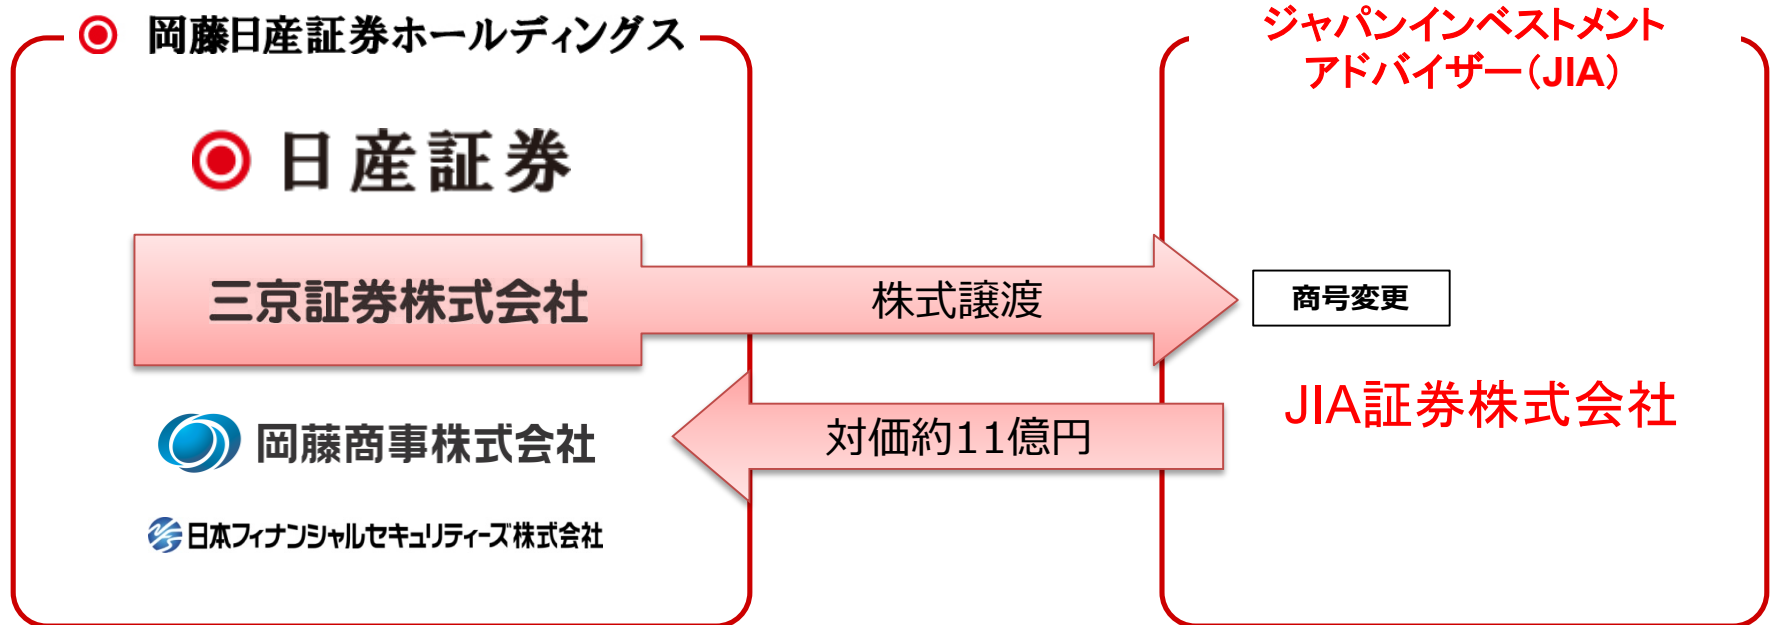 岡藤日産証券ホールディングス
日産証券
三京証券株式会社
岡藤商事株式会社
日本フィナンシャルセキュリティーズ株式会社
株式譲渡
対価約11億円
ジャパンインベストメント
アドバイザー（JIA）
商号変更
JIA証券株式会社